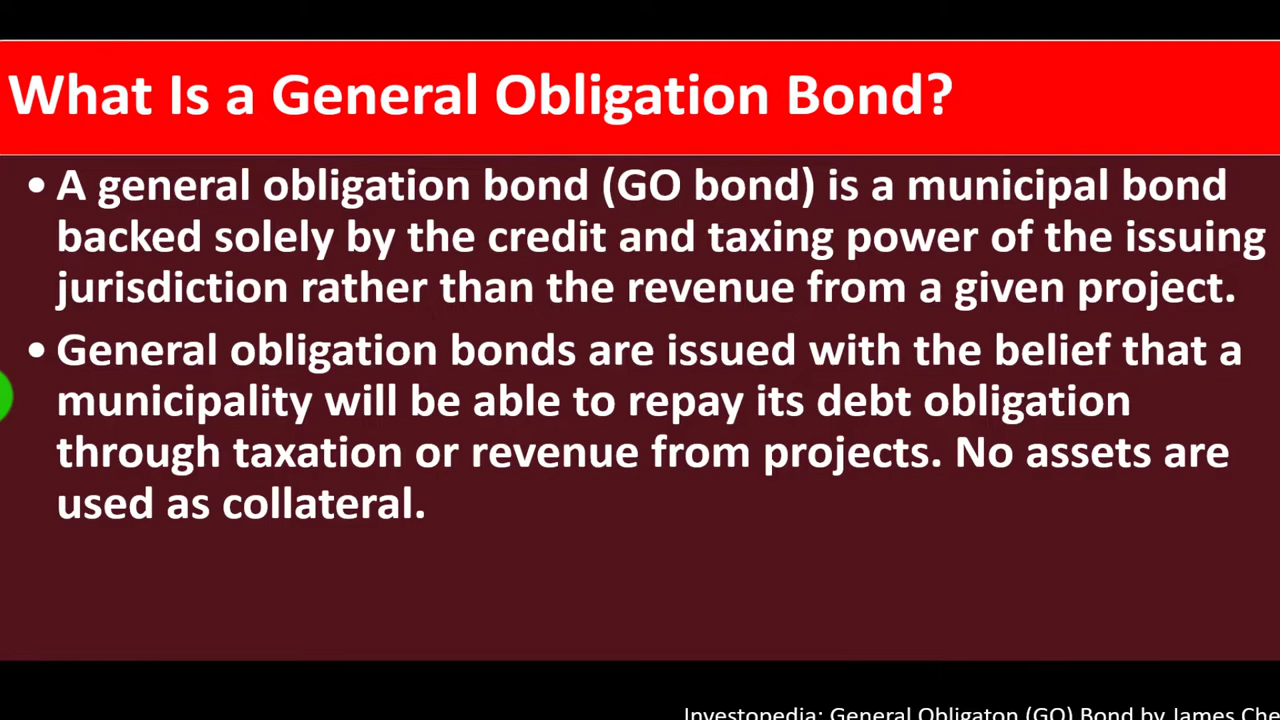 What Is a General Obligation Bond?
• A general obligation bond (GO bond) is a municipal bond
backed solely by the credit and taxing power of the issuing
jurisdiction rather than the revenue from a given project.
• General obligation bonds are issued with the belief that a
municipality will be able to repay its debt obligation
through taxation or revenue from projects. No assets are
used as collateral.
Investopedia: General Obligaton (GO) Bond by James Che